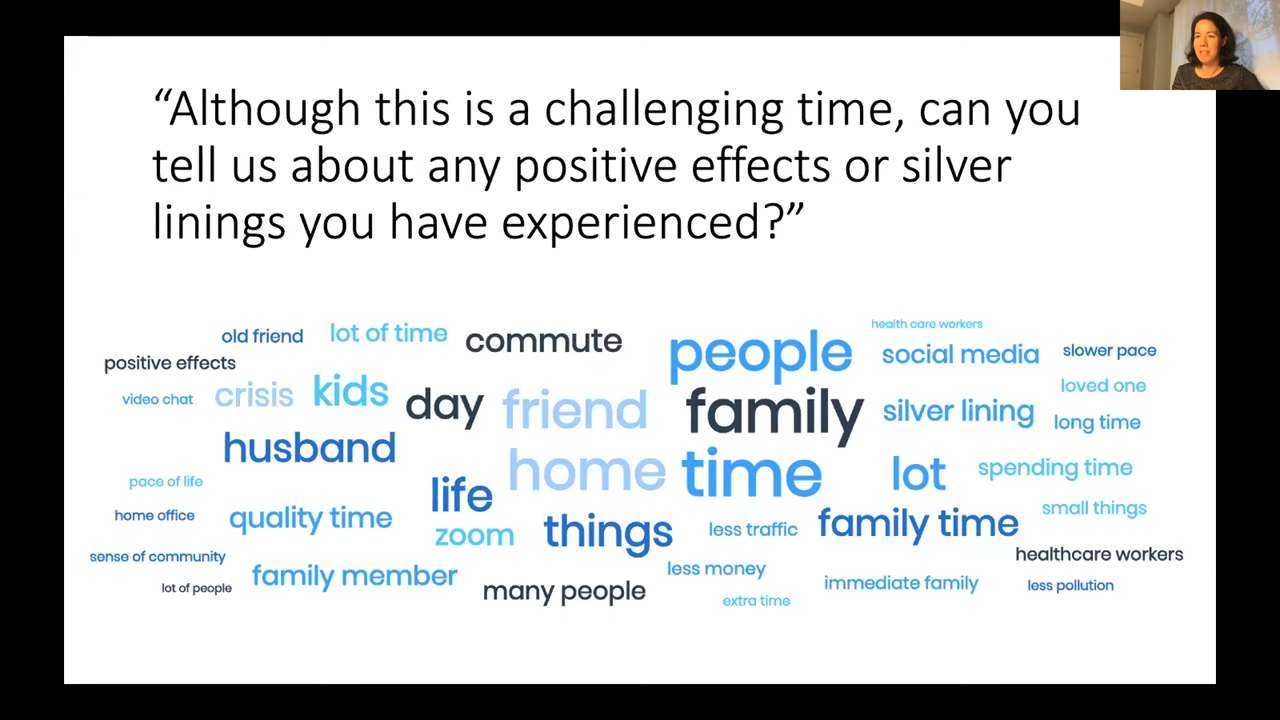 “Although this is a challenging time, can you
tell us about any positive effects or silver
linings you have experienced?”
health care workers
old friend
lot of time
commute
people
social media
slower pace
positive effects
video chat
crisis
kids
day
friend
family
silver lining
loved one
long time
husband
home
time
lot
spending time
pace of life
life
home office
quality time
zoom
things
less traffic
family time
small things
sense of community
lot of people
family member
many people
less money
extra time
immediate family
healthcare workers
less pollution